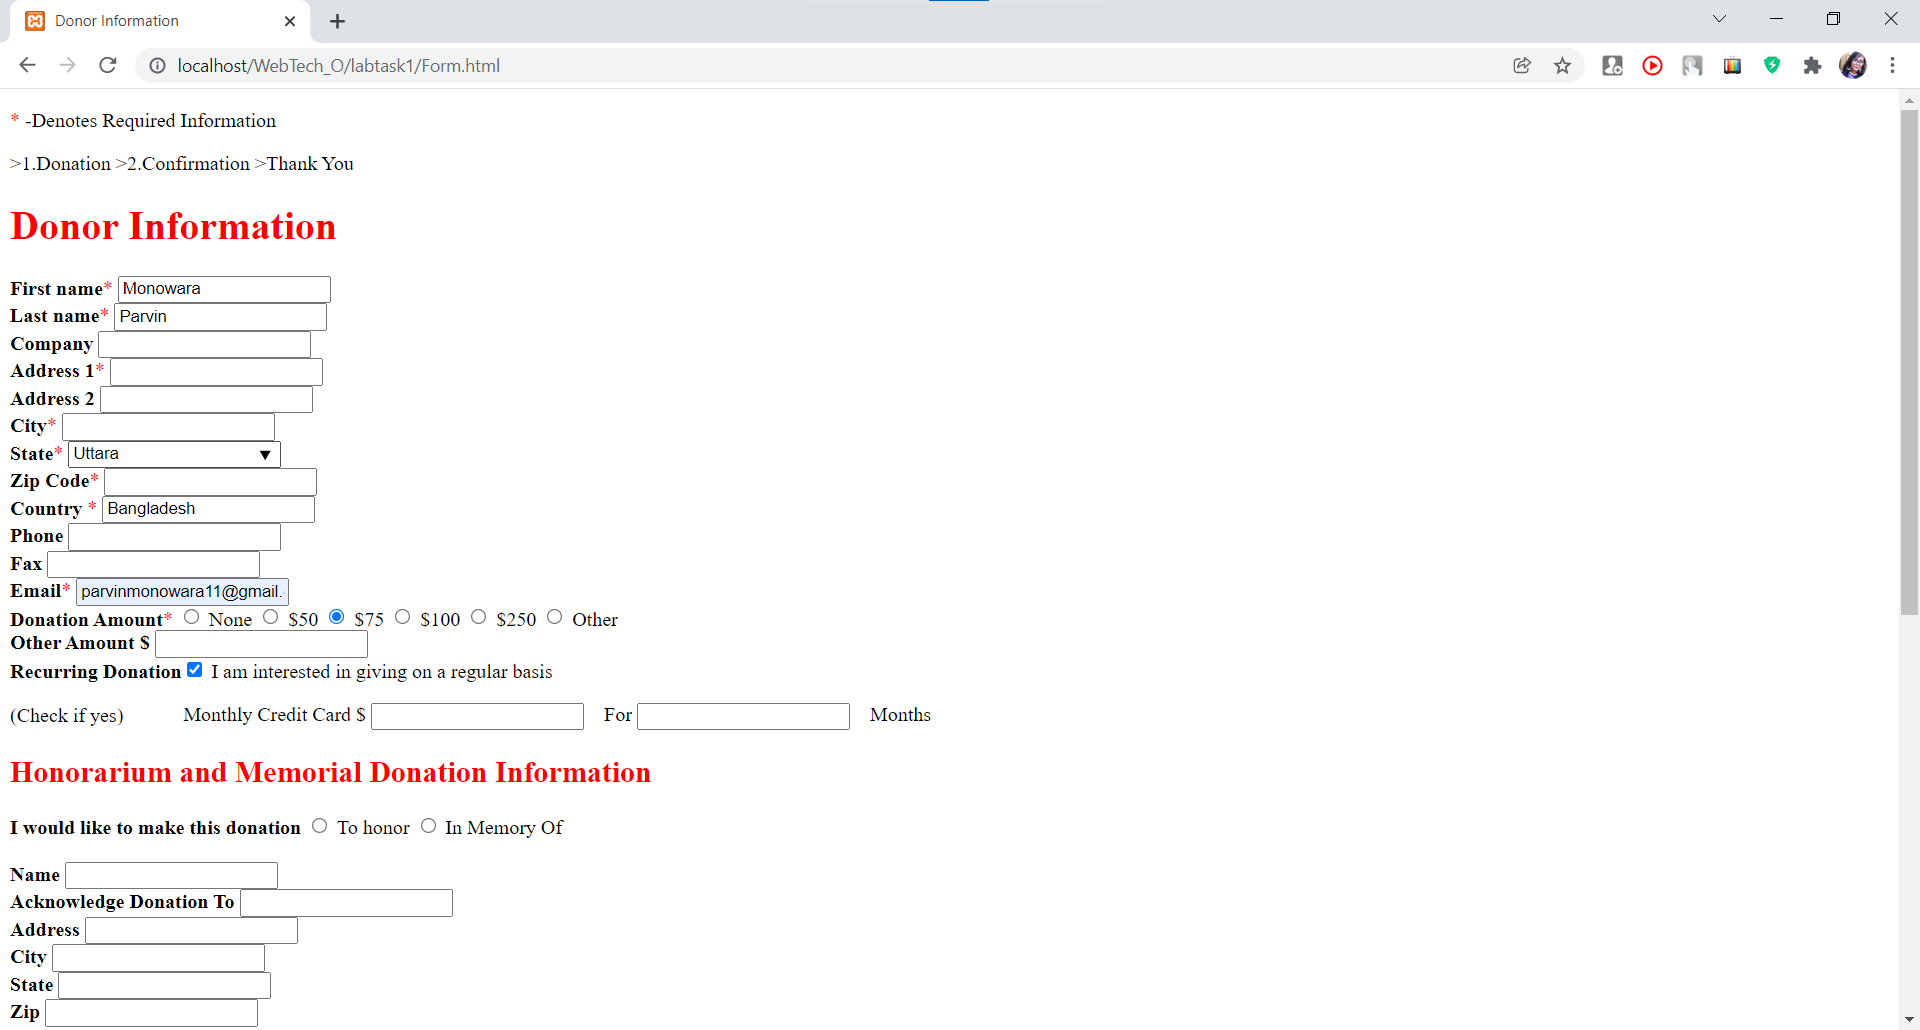 Donor Information
localhost/WebTech_O/labtask1/Form.html
* -Denotes Required Information
>1.Donation >2.Confirmation >Thank You
Donor Information
First name* Monowara
Last name* Parvin
Company
Address 1*
Address 2
City*
State* Uttara
Zip Code*
Country * Bangladesh
Phone
Fax
Email* parvinmonowara11@gmail.
Donation Amount* None $50 $75 $100 $250 Other
Other Amount $
Recurring Donation I am interested in giving on a regular basis
(Check if yes) Monthly Credit Card $ For Months
Honorarium and Memorial Donation Information
I would like to make this donation To honor In Memory Of
Name
Acknowledge Donation To
Address
City
State
Zip